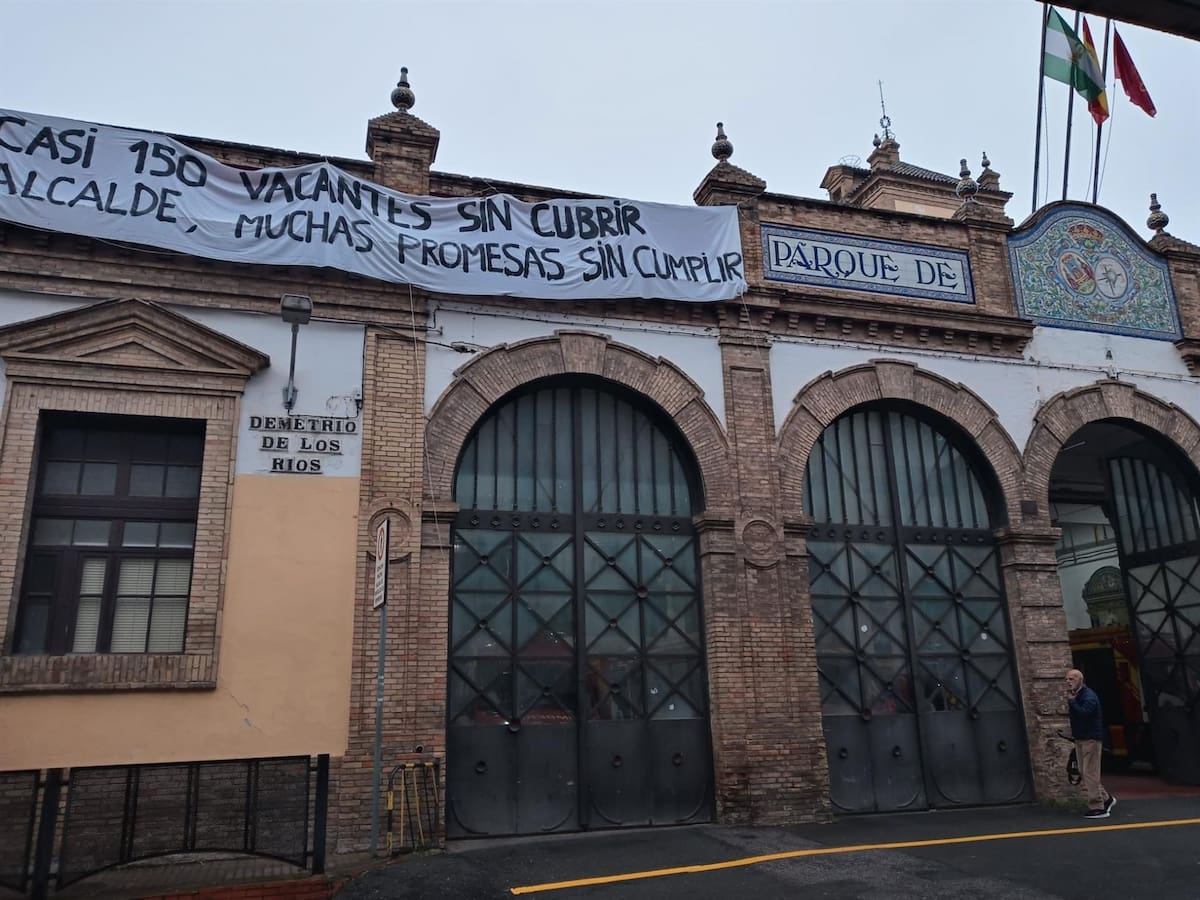 CASI 150 VACANTES SIN CUBRIR
ALCALDE, MUCHAS PROMESAS SIN CUMPLIR
PARQUE DE
DEMETRIO
DE LOS
RIOS